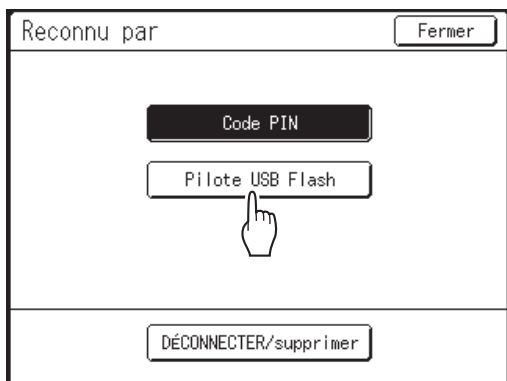 Reconnu par
Fermer
Code PIN
Pilote USB Flash
DÉCONNECTER/supprimer